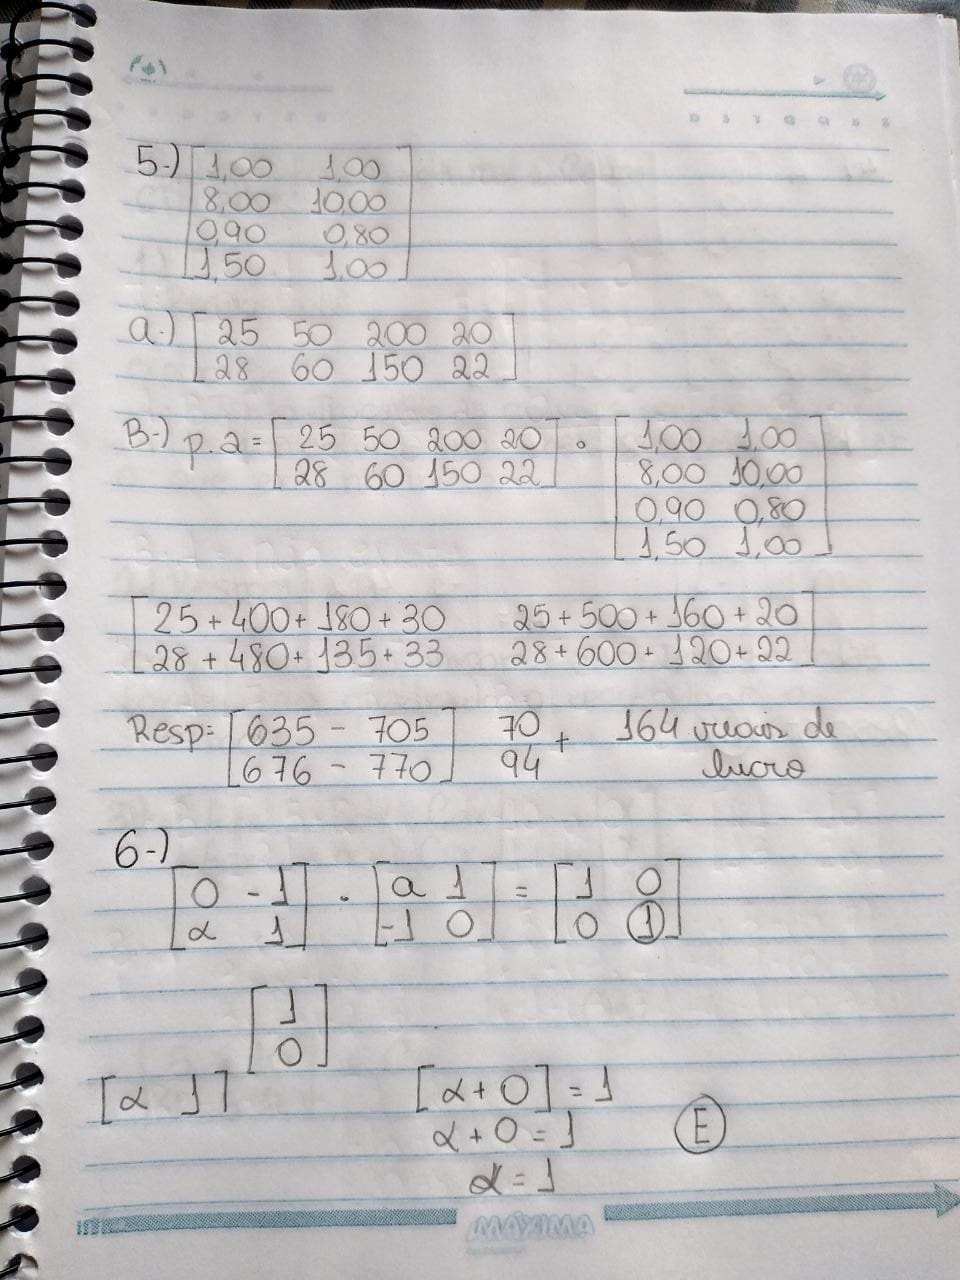 5-) [1,00 1,00
8,00 10,00
0,90 0,80
1,50 1,00]
a-) [25 50 200 20
28 60 150 22]
B-) p.a = [25 50 200 20 . [1,00 1,00
28 60 150 22] 8,00 10,00
0,90 0,80
1,50 1,00]
[25 + 400 + 180 + 30 25 + 500 + 160 + 20
28 + 480 + 135 + 33 28 + 600 + 120 + 22]
Resp = [635 - 705] 70 + 164 reais de
[676 - 770] 94 lucro
6-)
[0 -1 . [a 1 = [1 0
α 1] -1 0] 0 1]
[1
0]
[α 1] [α + 0] = 1
α + 0 = 1 E
α = 1
MÁXIMA